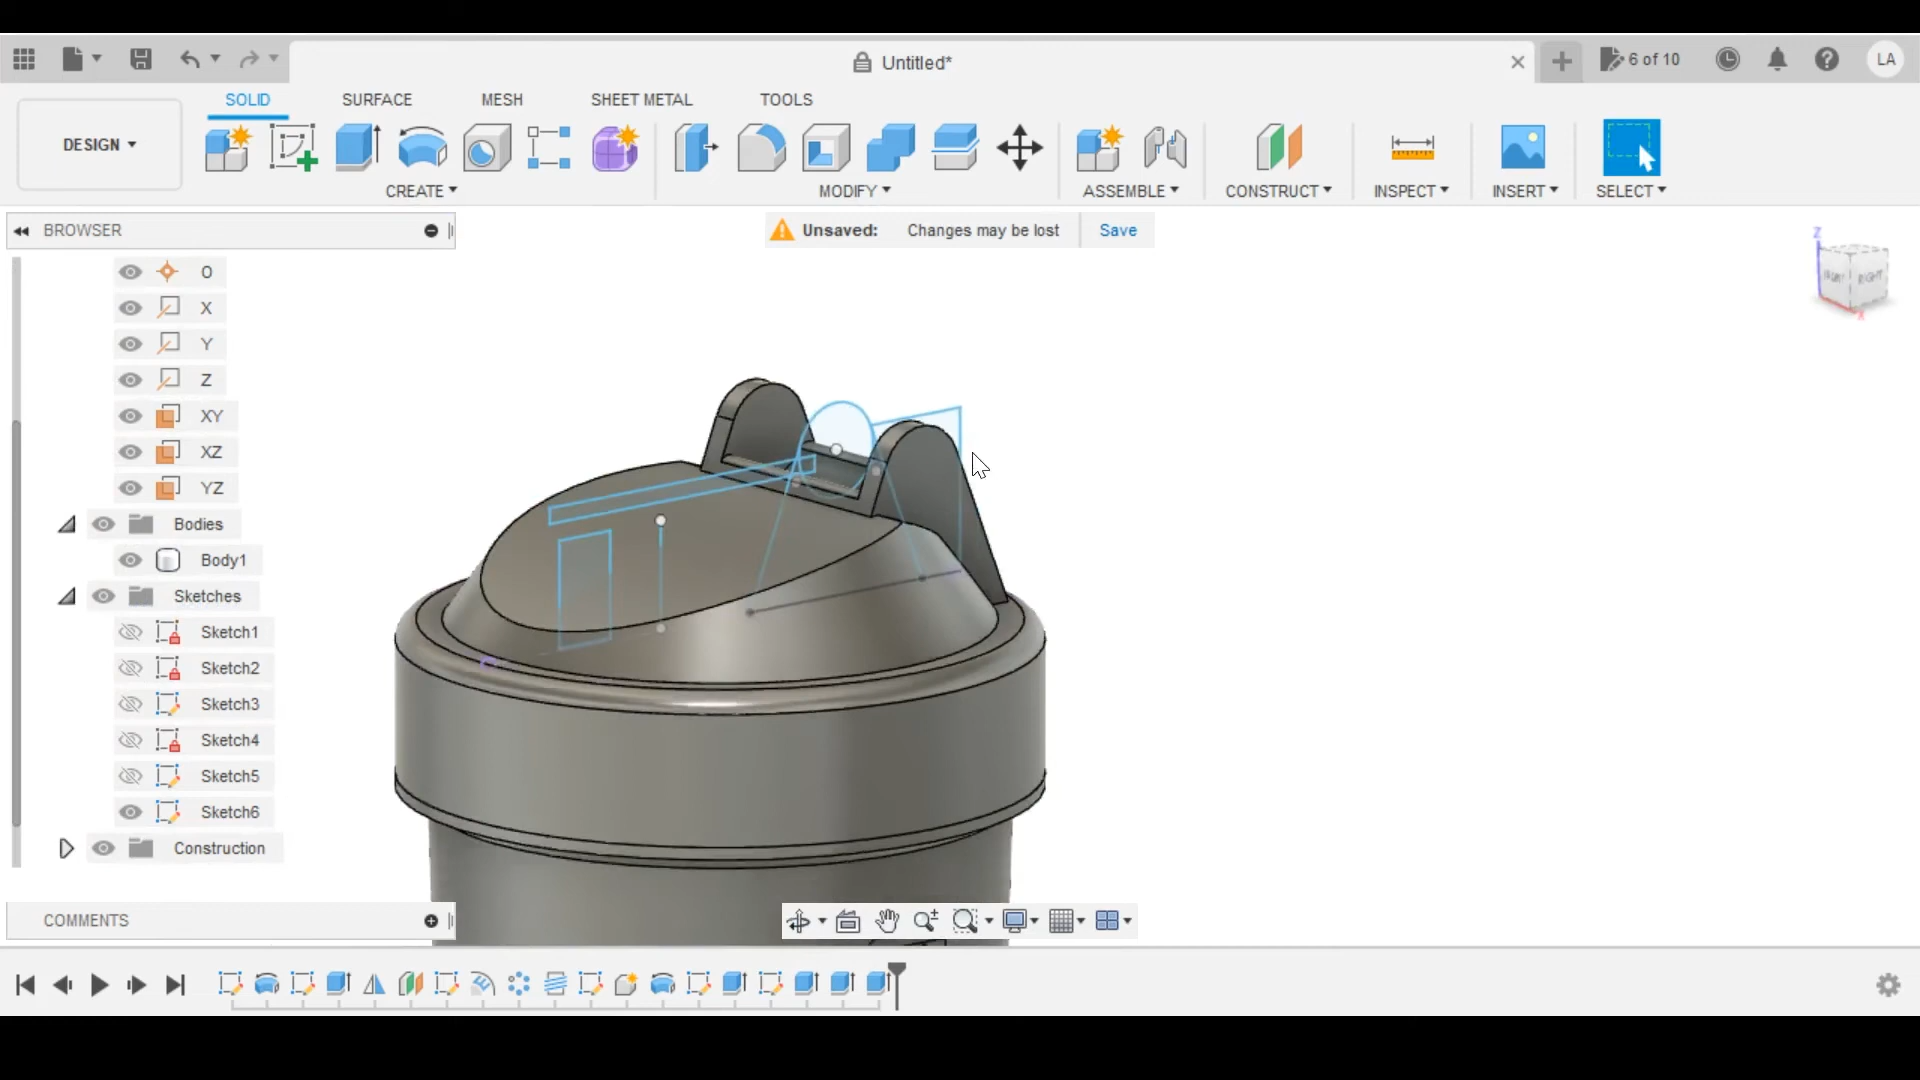 Untitled*
6 of 10
LA
DESIGN
SOLID
SURFACE
MESH
SHEET METAL
TOOLS
CREATE
MODIFY
ASSEMBLE
CONSTRUCT
INSPECT
INSERT
SELECT
BROWSER
Unsaved:
Changes may be lost
Save
Z
RIGHT
X
O
X
Y
Z
XY
XZ
YZ
Bodies
Body1
Sketches
Sketch1
Sketch2
Sketch3
Sketch4
Sketch5
Sketch6
Construction
COMMENTS